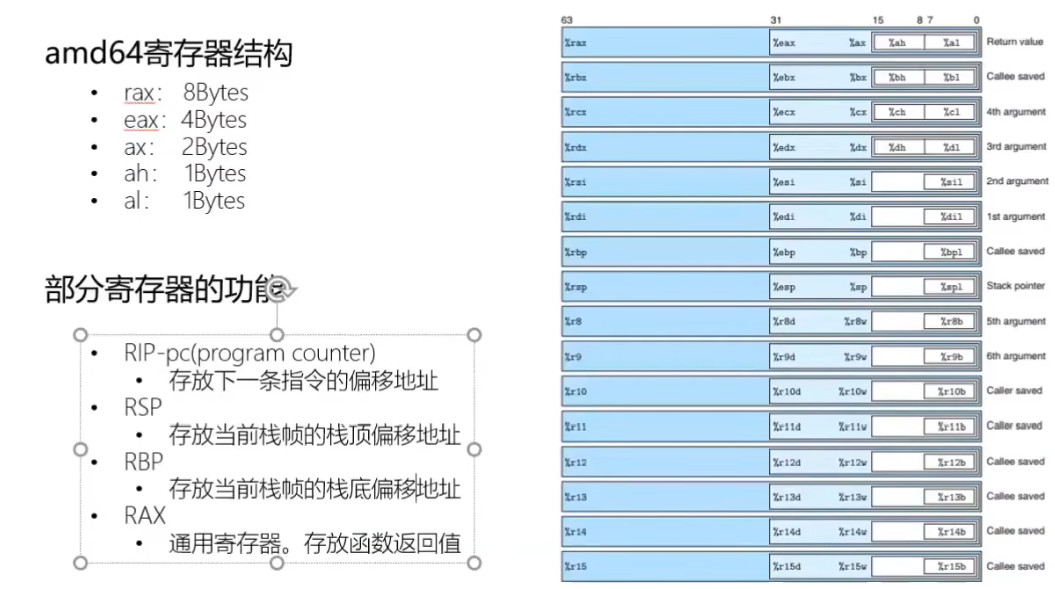 amd64寄存器结构
• rax： 8Bytes
• eax：4Bytes
• ax： 2Bytes
• ah： 1Bytes
• al： 1Bytes
部分寄存器的功能
• RIP-pc(program counter)
• 存放下一条指令的偏移地址
• RSP
• 存放当前栈帧的栈顶偏移地址
• RBP
• 存放当前栈帧的栈底偏移地址
• RAX
• 通用寄存器。存放函数返回值
63 31 15 8 7 0
%rax %eax %ax %ah %al Return value
%rbx %ebx %bx %bh %bl Callee saved
%rcx %ecx %cx %ch %cl 4th argument
%rdx %edx %dx %dh %dl 3rd argument
%rsi %esi %si %sil 2nd argument
%rdi %edi %di %dil 1st argument
%rbp %ebp %bp %bpl Callee saved
%rsp %esp %sp %spl Stack pointer
%r8 %r8d %r8w %r8b 5th argument
%r9 %r9d %r9w %r9b 6th argument
%r10 %r10d %r10w %r10b Caller saved
%r11 %r11d %r11w %r11b Caller saved
%r12 %r12d %r12w %r12b Callee saved
%r13 %r13d %r13w %r13b Callee saved
%r14 %r14d %r14w %r14b Callee saved
%r15 %r15d %r15w %r15b Callee saved